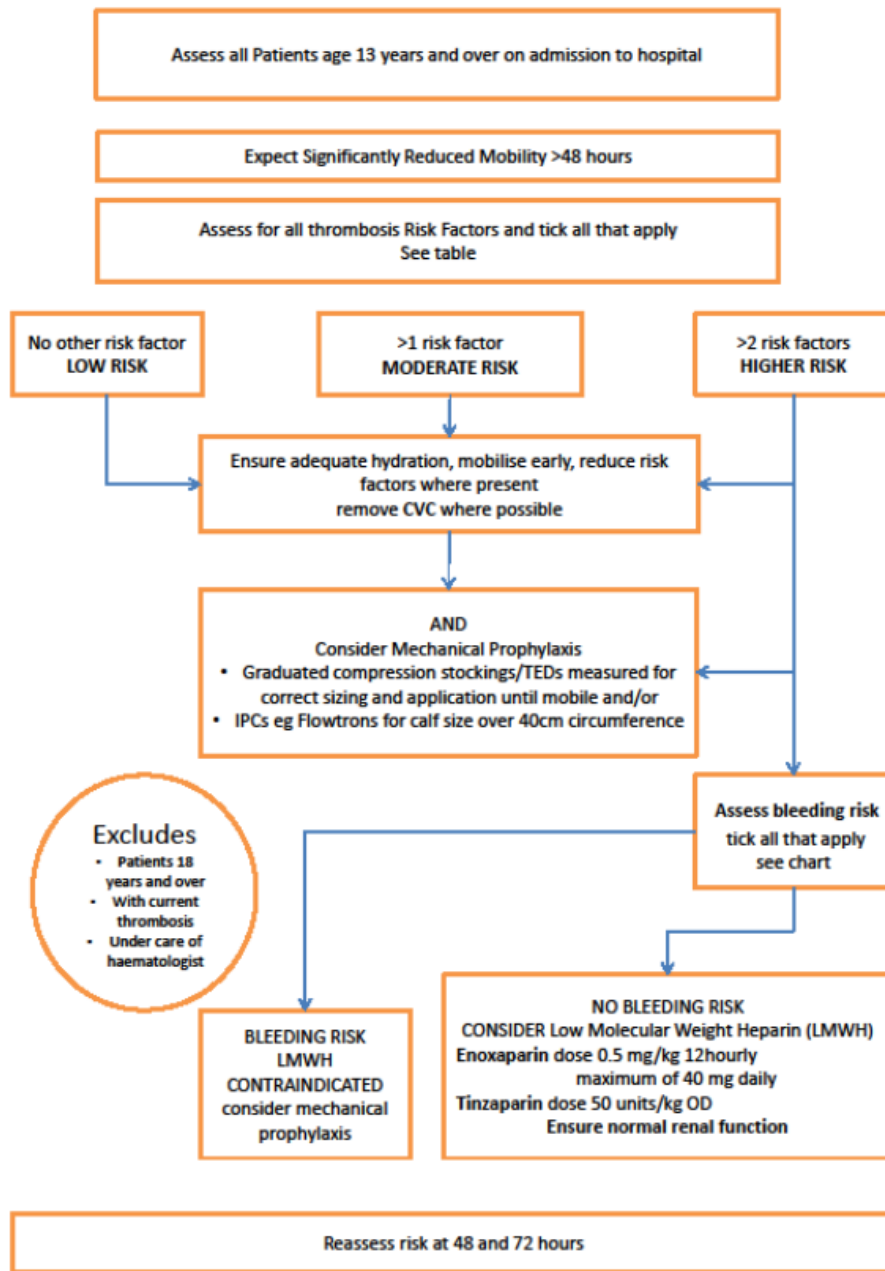 Assess all Patients age 13 years and over on admission to hospital
Expect Significantly Reduced Mobility >48 hours
Assess for all thrombosis Risk Factors and tick all that apply
See table
No other risk factor
LOW RISK
>1 risk factor
MODERATE RISK
>2 risk factors
HIGHER RISK
Ensure adequate hydration, mobilise early, reduce risk
factors where present
remove CVC where possible
AND
Consider Mechanical Prophylaxis
• Graduated compression stockings/TEDs measured for
correct sizing and application until mobile and/or
• IPCs eg Flowtrons for calf size over 40cm circumference
Assess bleeding risk
tick all that apply
see chart
Excludes
• Patients 18
years and over
• With current
thrombosis
• Under care of
haematologist
BLEEDING RISK
LMWH
CONTRAINDICATED
consider mechanical
prophylaxis
NO BLEEDING RISK
CONSIDER Low Molecular Weight Heparin (LMWH)
Enoxaparin dose 0.5 mg/kg 12hourly
maximum of 40 mg daily
Tinzaparin dose 50 units/kg OD
Ensure normal renal function
Reassess risk at 48 and 72 hours